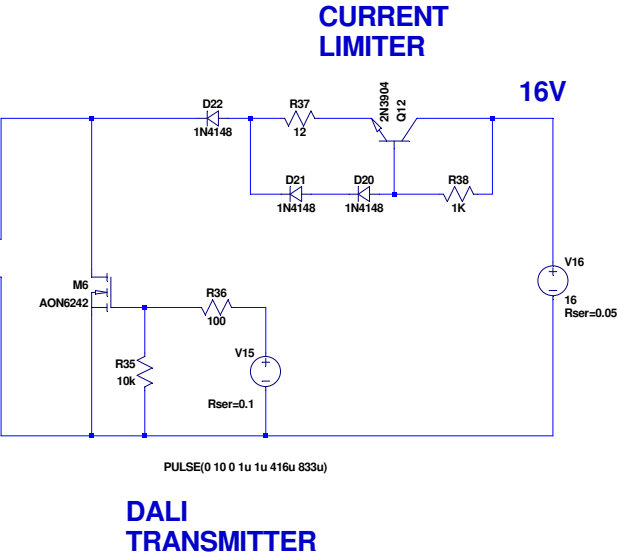 CURRENT
LIMITER
16V
D22
1N4148
R37
12
2N3904
Q12
D21
1N4148
D20
1N4148
R38
1K
V16
16
Rser=0.05
M6
AON6242
R36
100
R35
10k
V15
Rser=0.1
PULSE(0 10 0 1u 1u 416u 833u)
DALI
TRANSMITTER